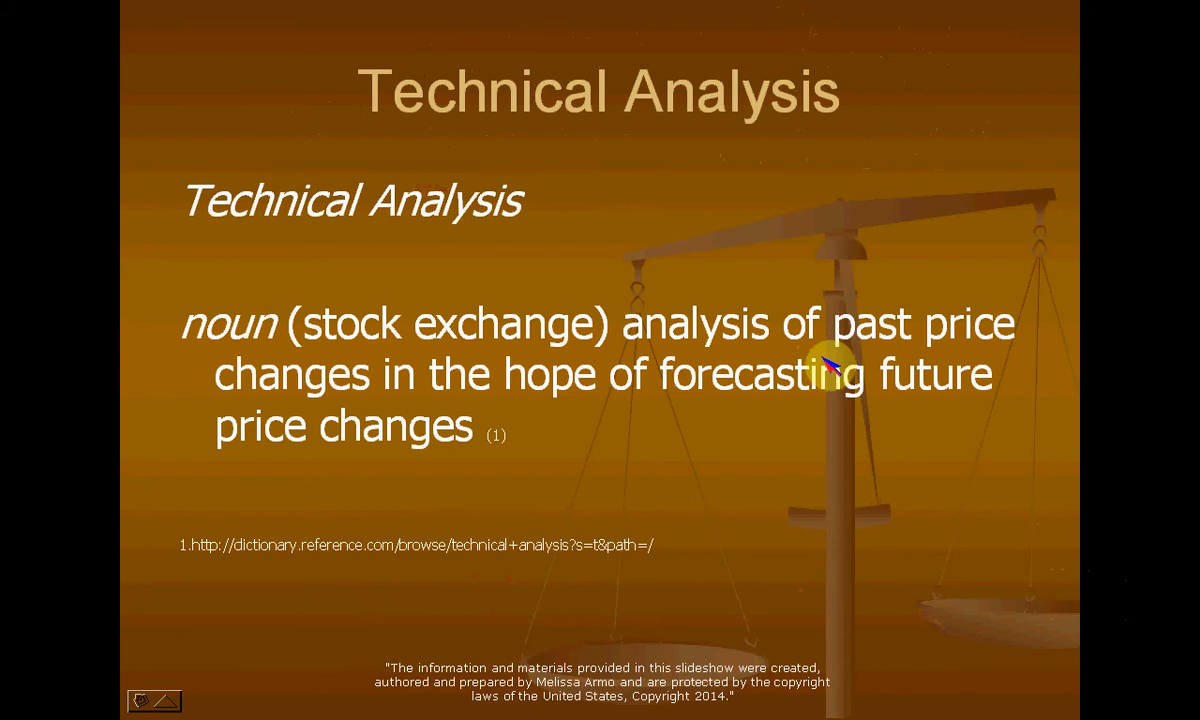 Technical Analysis
Technical Analysis
noun (stock exchange) analysis of past price
changes in the hope of forecasting future
price changes (1)
1.http://dictionary.reference.com/browse/technical+analysis?s=t&path=/
"The information and materials provided in this slideshow were created,
authored and prepared by Melissa Armo and are protected by the copyright
laws of the United States, Copyright 2014."